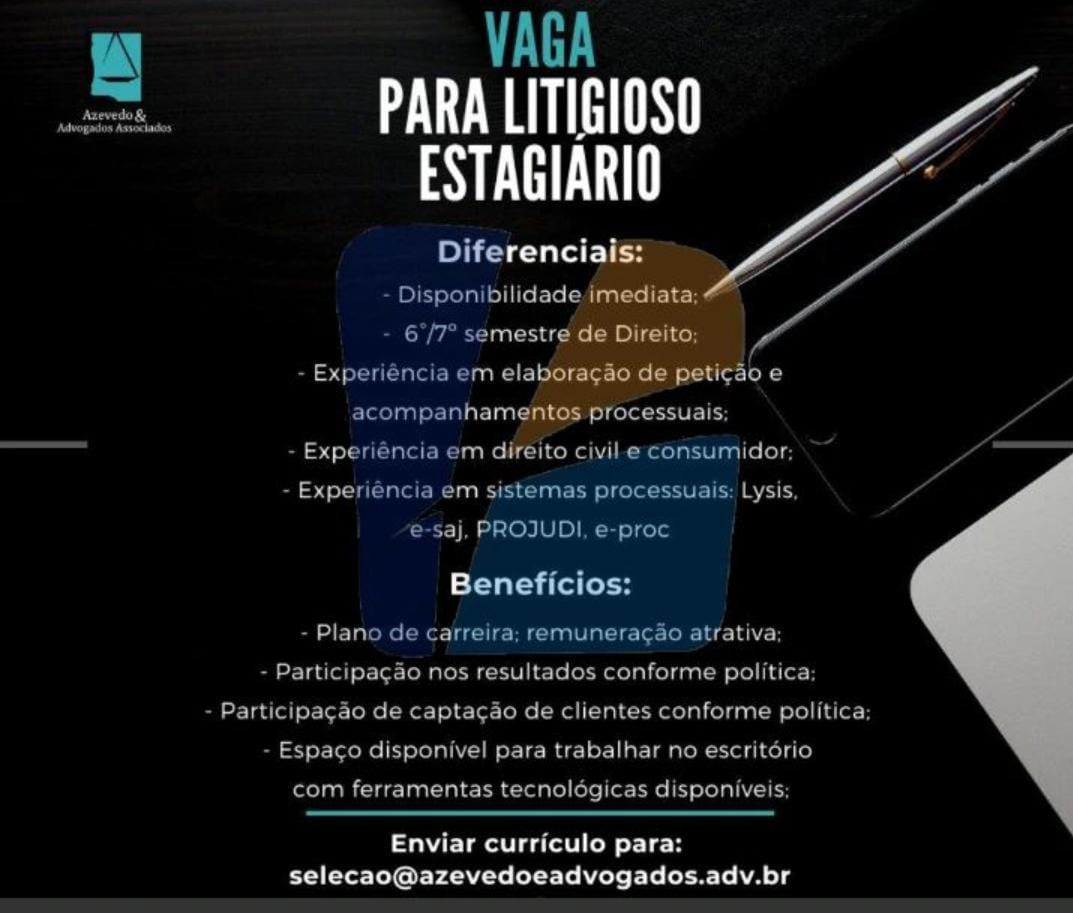 Azevedo &
Advogados Associados
VAGA
PARA LITIGIOSO
ESTAGIÁRIO
Diferenciais:
- Disponibilidade imediata;
- 6°/7º semestre de Direito;
- Experiência em elaboração de petição e
acompanhamentos processuais;
- Experiência em direito civil e consumidor;
- Experiência em sistemas processuais: Lysis,
e-saj, PROJUDI, e-proc
Benefícios:
- Plano de carreira; remuneração atrativa;
- Participação nos resultados conforme política;
- Participação de captação de clientes conforme política;
- Espaço disponível para trabalhar no escritório
com ferramentas tecnológicas disponíveis;
Enviar currículo para:
selecao@azevedoeadvogados.adv.br